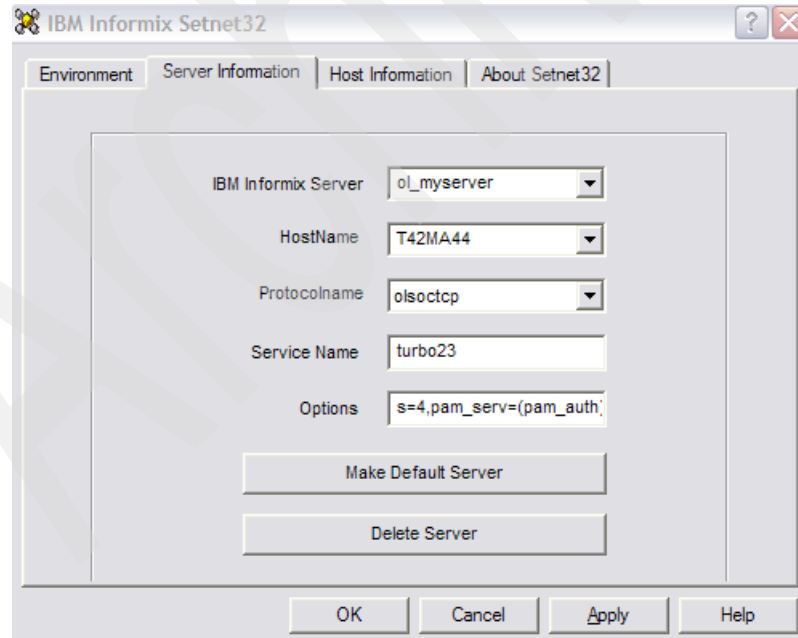 IBM Informix Setnet32
Environment Server Information Host Information About Setnet32
IBM Informix Server ol_myserver
HostName T42MA44
Protocolname olsoctcp
Service Name turbo23
Options s=4,pam_serv=(pam_auth)
Make Default Server
Delete Server
OK Cancel Apply Help